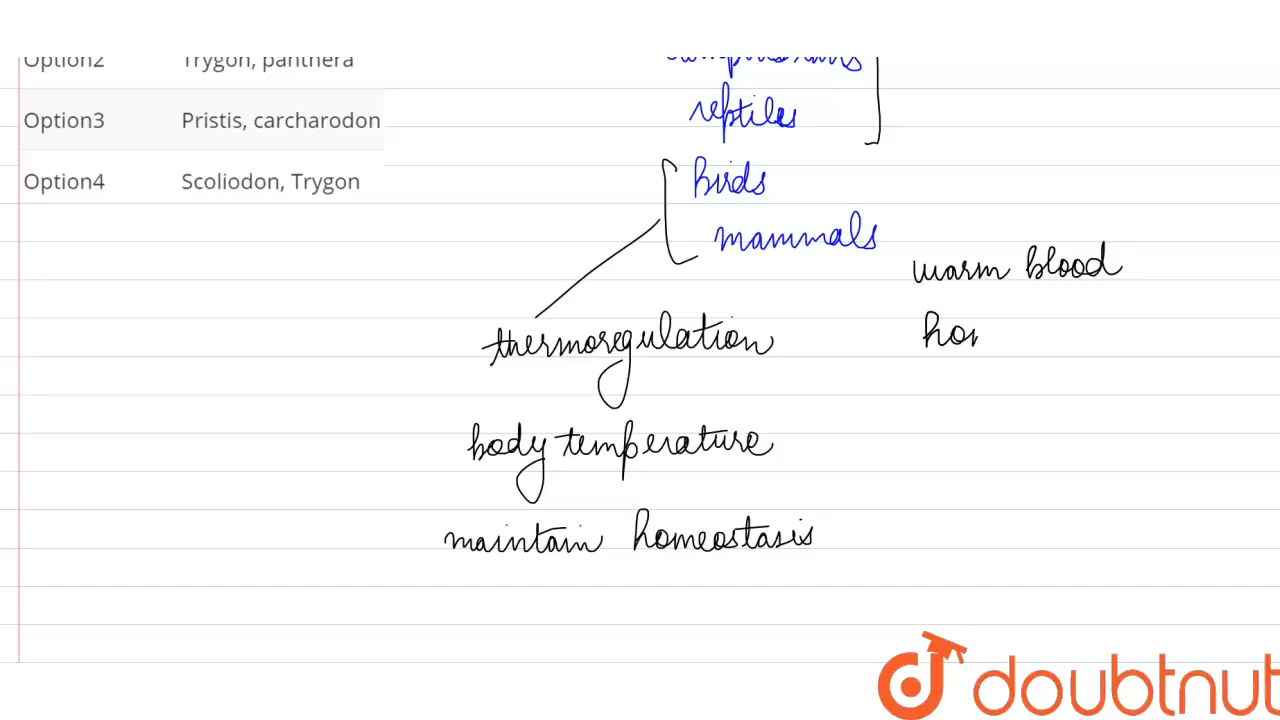 Option2 Trygon, panthera
reptiles
Option3 Pristis, carcharodon
Birds
Option4 Scoliodon, Trygon
mammals
warm blood
thermoregulation
body temperature
maintain homeostasis
doubtnut